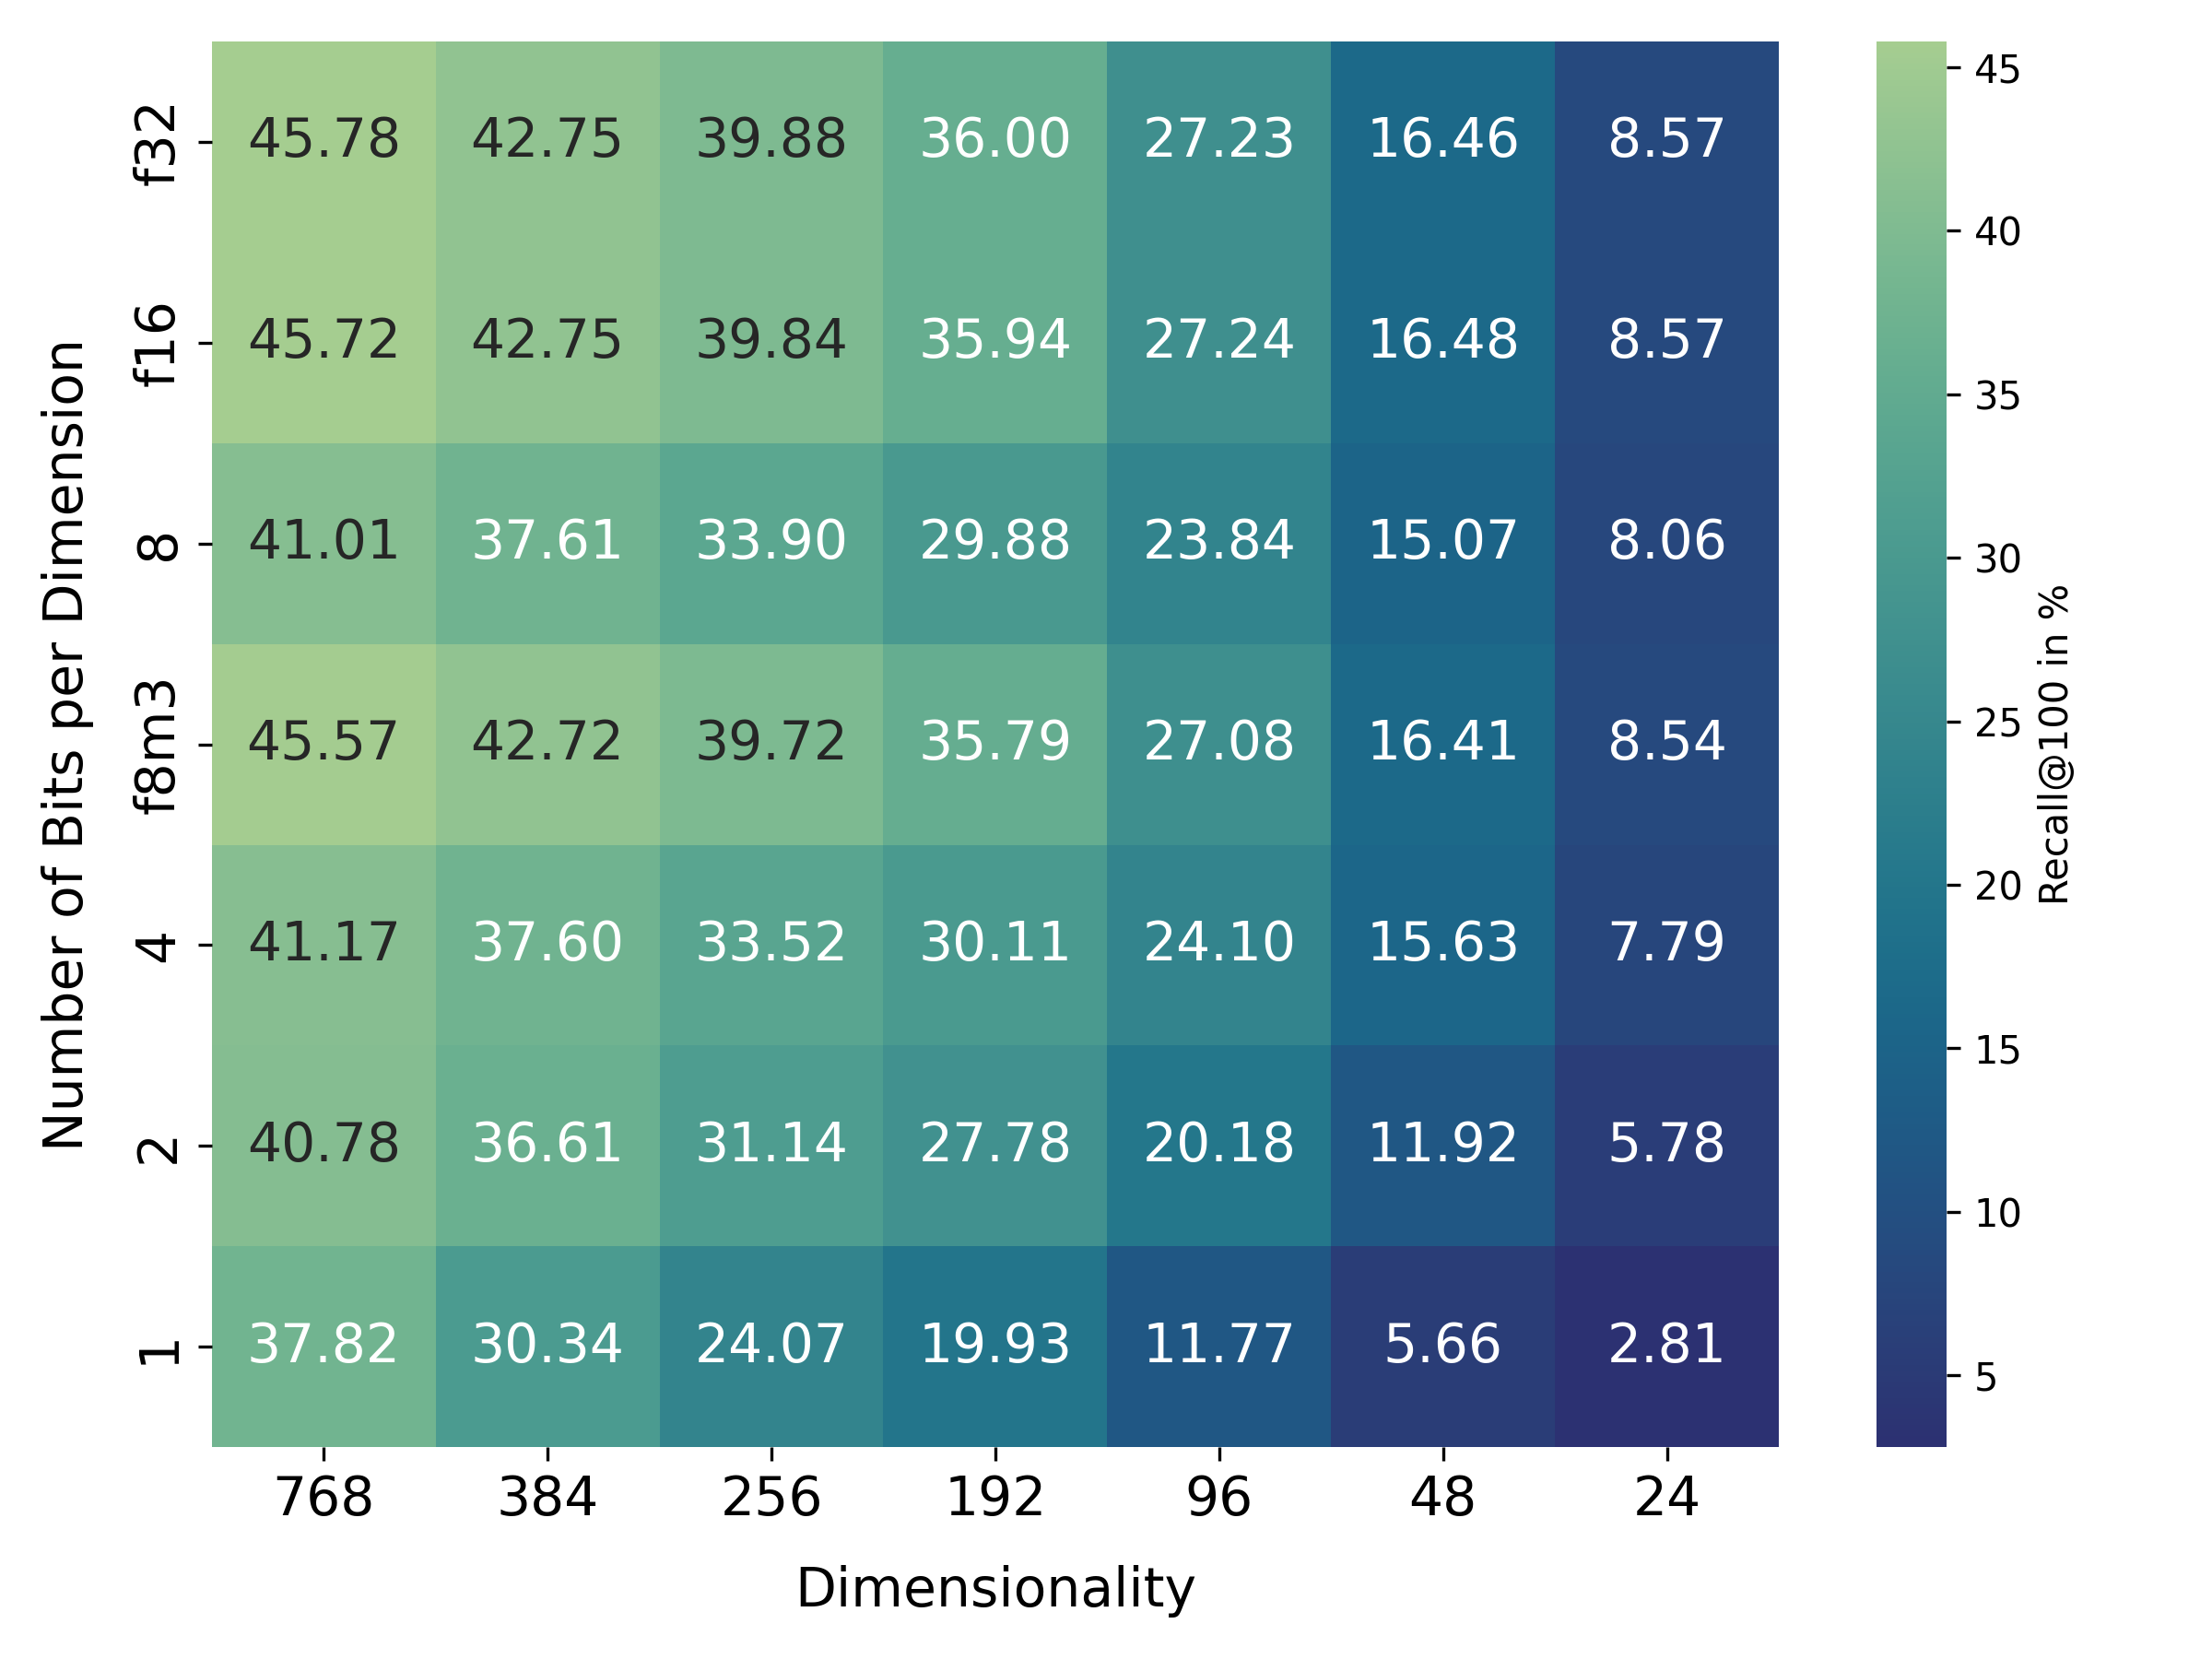 Number of Bits per Dimension
f32 45.78 42.75 39.88 36.00 27.23 16.46 8.57
f16 45.72 42.75 39.84 35.94 27.24 16.48 8.57
8 41.01 37.61 33.90 29.88 23.84 15.07 8.06
f8m3 45.57 42.72 39.72 35.79 27.08 16.41 8.54
4 41.17 37.60 33.52 30.11 24.10 15.63 7.79
2 40.78 36.61 31.14 27.78 20.18 11.92 5.78
1 37.82 30.34 24.07 19.93 11.77 5.66 2.81
768 384 256 192 96 48 24
Dimensionality
45
40
35
30
25
20
15
10
5
Recall@100 in %